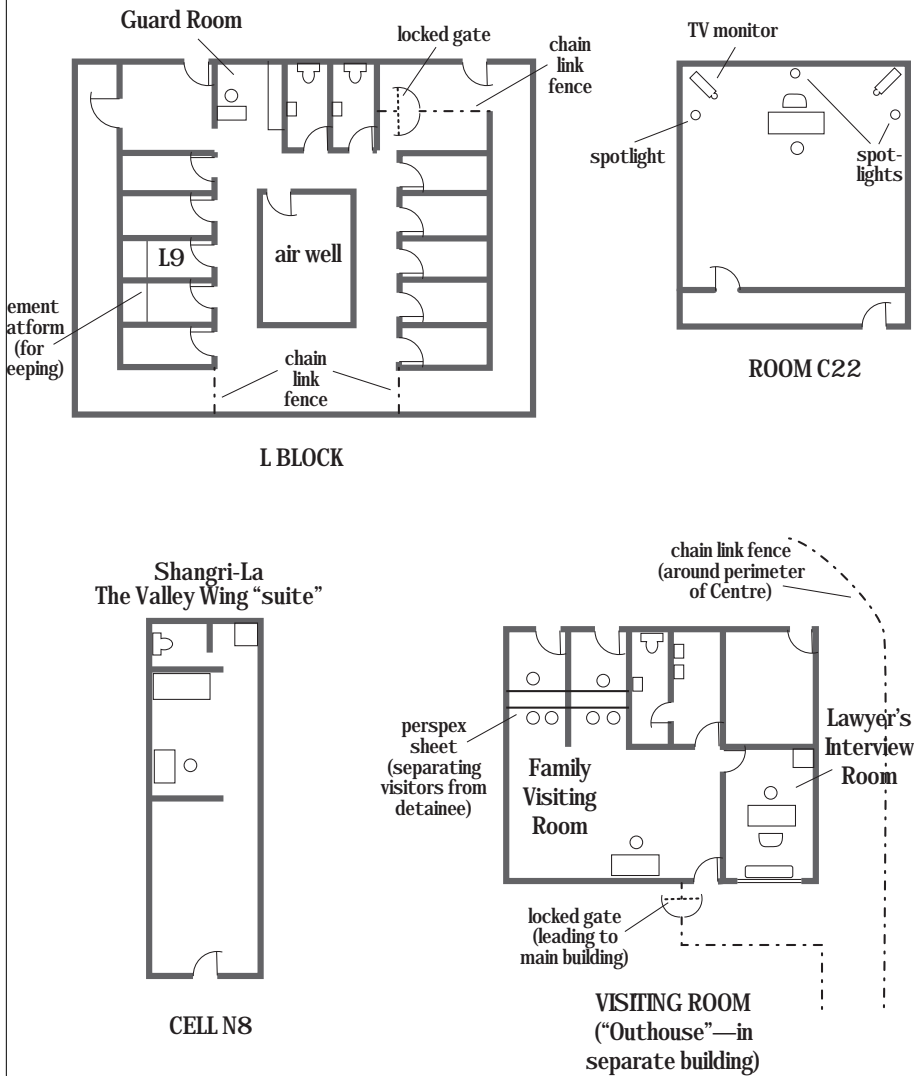 Guard Room
locked gate
chain
link
fence
TV monitor
spotlight
spot-
lights
L9
air well
ement
atform
(for
eeping)
chain
link
fence
ROOM C22
L BLOCK
Shangri-La
The Valley Wing “suite”
chain link fence
(around perimeter
of Centre)
perspex
sheet
(separating
visitors from
detainee)
Family
Visiting
Room
Lawyer's
Interview
Room
locked gate
(leading to
main building)
CELL N8
VISITING ROOM
(“Outhouse”—in
separate building)